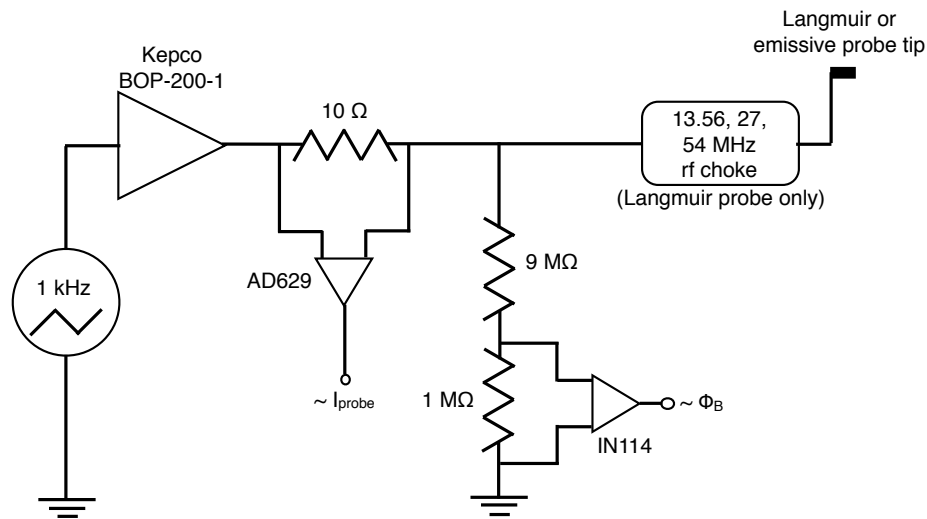 Langmuir or
emissive probe tip
Kepco
BOP-200-1
10 Ω
13.56, 27,
54 MHz
rf choke
(Langmuir probe only)
1 kHz
AD629
9 MΩ
~ Iprobe
1 MΩ
~ ΦB
IN114